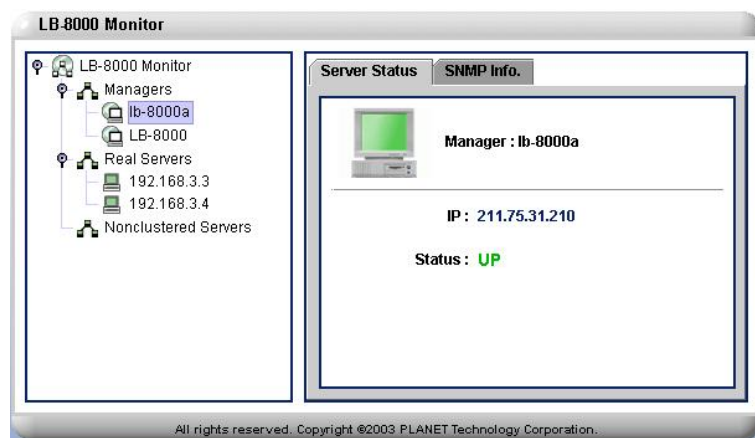 LB-8000 Monitor
LB-8000 Monitor
Managers
lb-8000a
LB-8000
Real Servers
192.168.3.3
192.168.3.4
Nonclustered Servers
Server Status
SNMP Info.
Manager : lb-8000a
IP : 211.75.31.210
Status : UP
All rights reserved. Copyright ©2003 PLANET Technology Corporation.